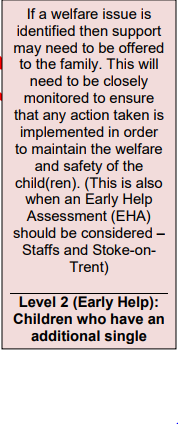 If a welfare issue is
identified then support
may need to be offered
to the family. This will
need to be closely
monitored to ensure
that any action taken is
implemented in order
to maintain the welfare
and safety of the
child(ren). (This is also
when an Early Help
Assessment (EHA)
should be considered –
Staffs and Stoke-on-
Trent)
Level 2 (Early Help):
Children who have an
additional single